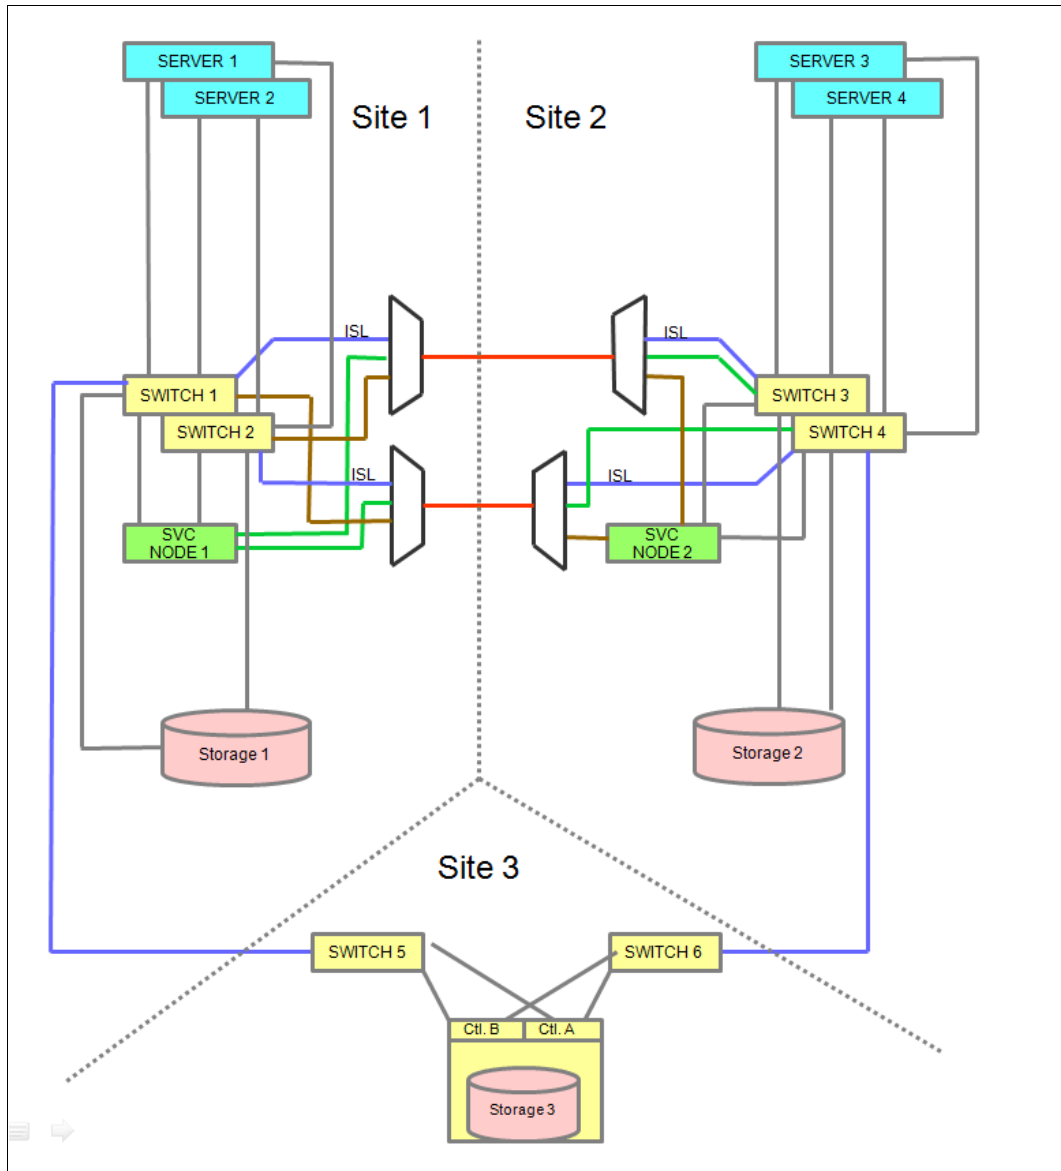 SERVER 1
SERVER 2
SERVER 3
SERVER 4
Site 1
Site 2
ISL
ISL
SWITCH 1
SWITCH 2
SWITCH 3
SWITCH 4
ISL
ISL
SVC
NODE 1
SVC
NODE 2
Storage 1
Storage 2
Site 3
SWITCH 5
SWITCH 6
Ctl. B
Ctl. A
Storage 3